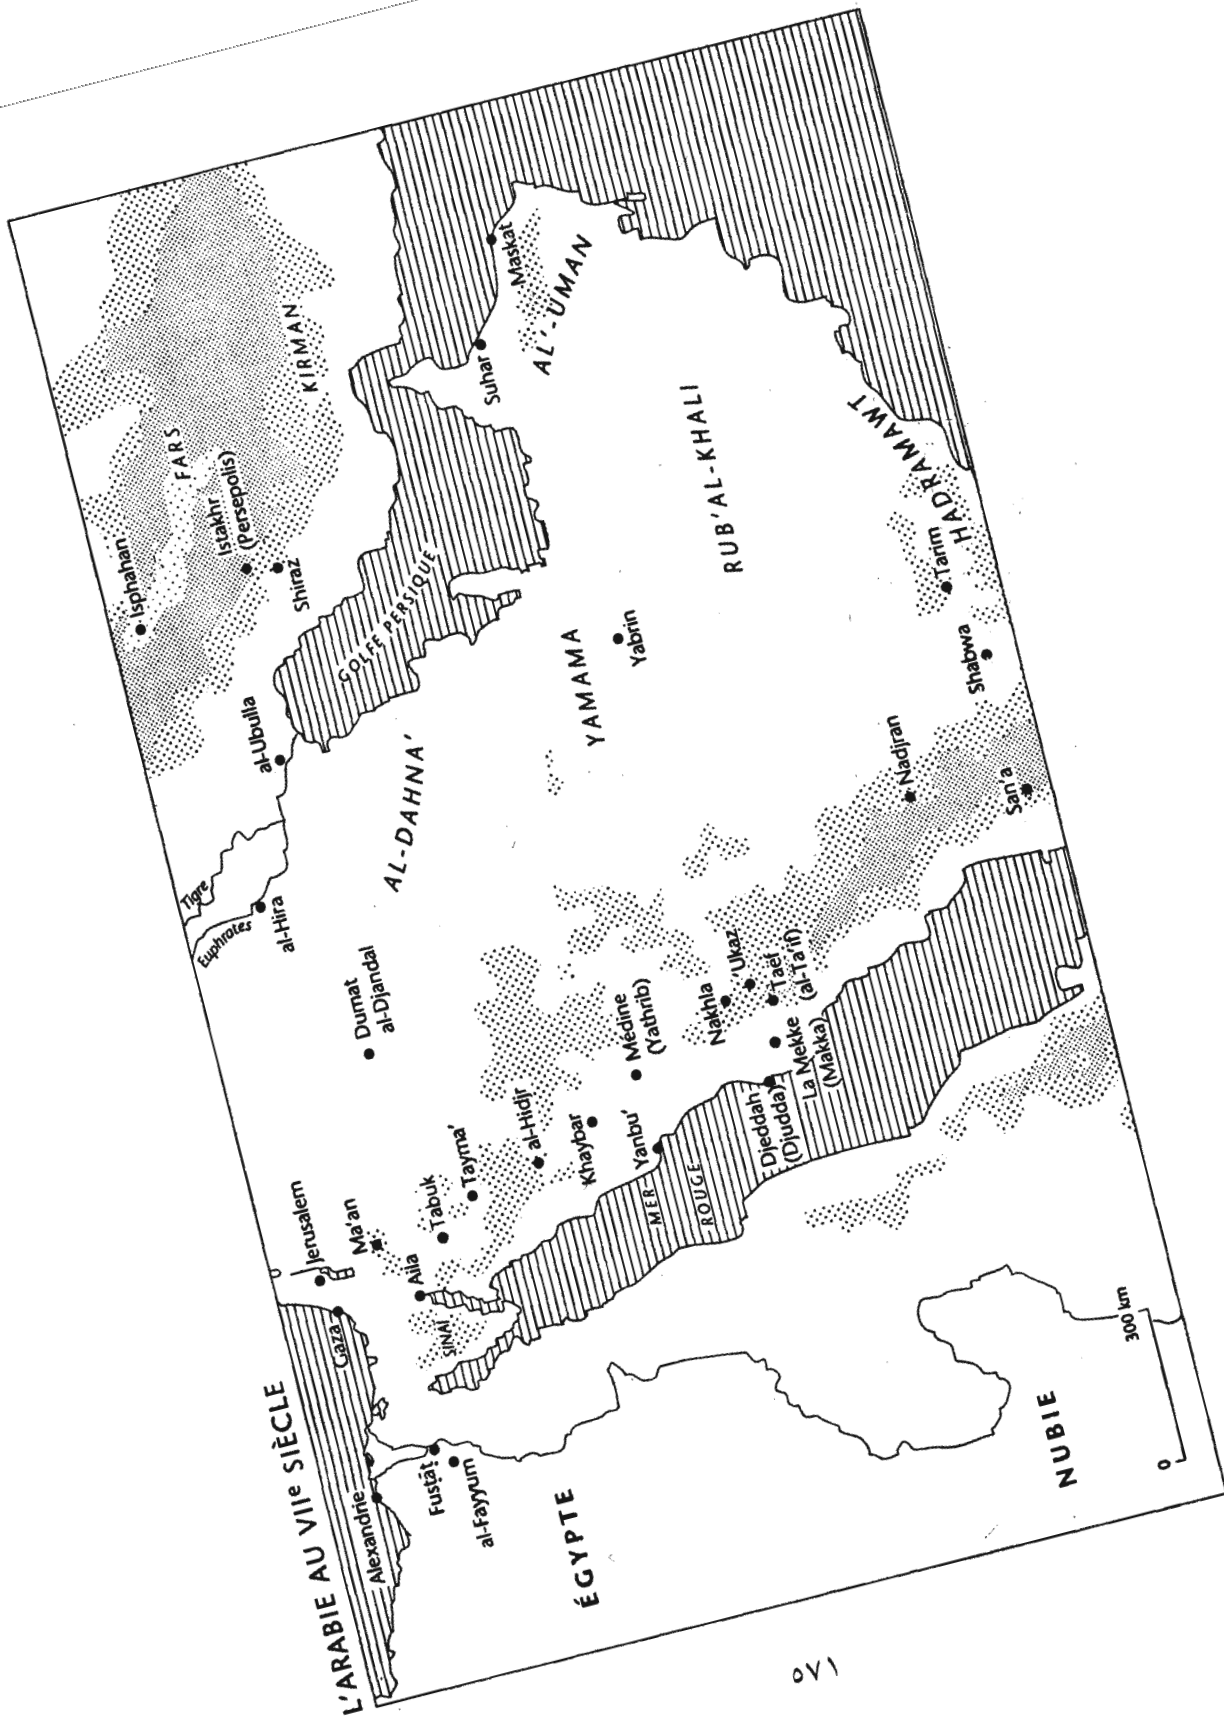 L'ARABIE AU VIIe SIÈCLE
Alexandrie
Gaza
Jerusalem
Ma'an
Fusṭāṭ
al-Fayyum
SINAÏ
Aila
Tabuk
Tayma'
al-Hidjr
Khaybar
Yanbu'
Medine
(Yathrib)
Dumat
al-Djandal
Euphrates
Tigre
al-Hira
al-Ubulla
Isphahan
Istakhr
(Persepolis)
Shiraz
FARS
KIRMAN
GOLFE PERSIQUE
AL-DAHNA'
YAMAMA
Yabrin
Suhar
Maskat
AL'-UMAN
RUB'AL-KHALI
HADRAMAWT
Tarim
Shabwa
San'a
Nadjran
Nakhla
'Ukaz
Taef
(al-Ta'if)
La Mekke
(Makka)
Djeddah
(Djudda)
MER
ROUGE
ÉGYPTE
NUBIE
0 300 km
٥٧١